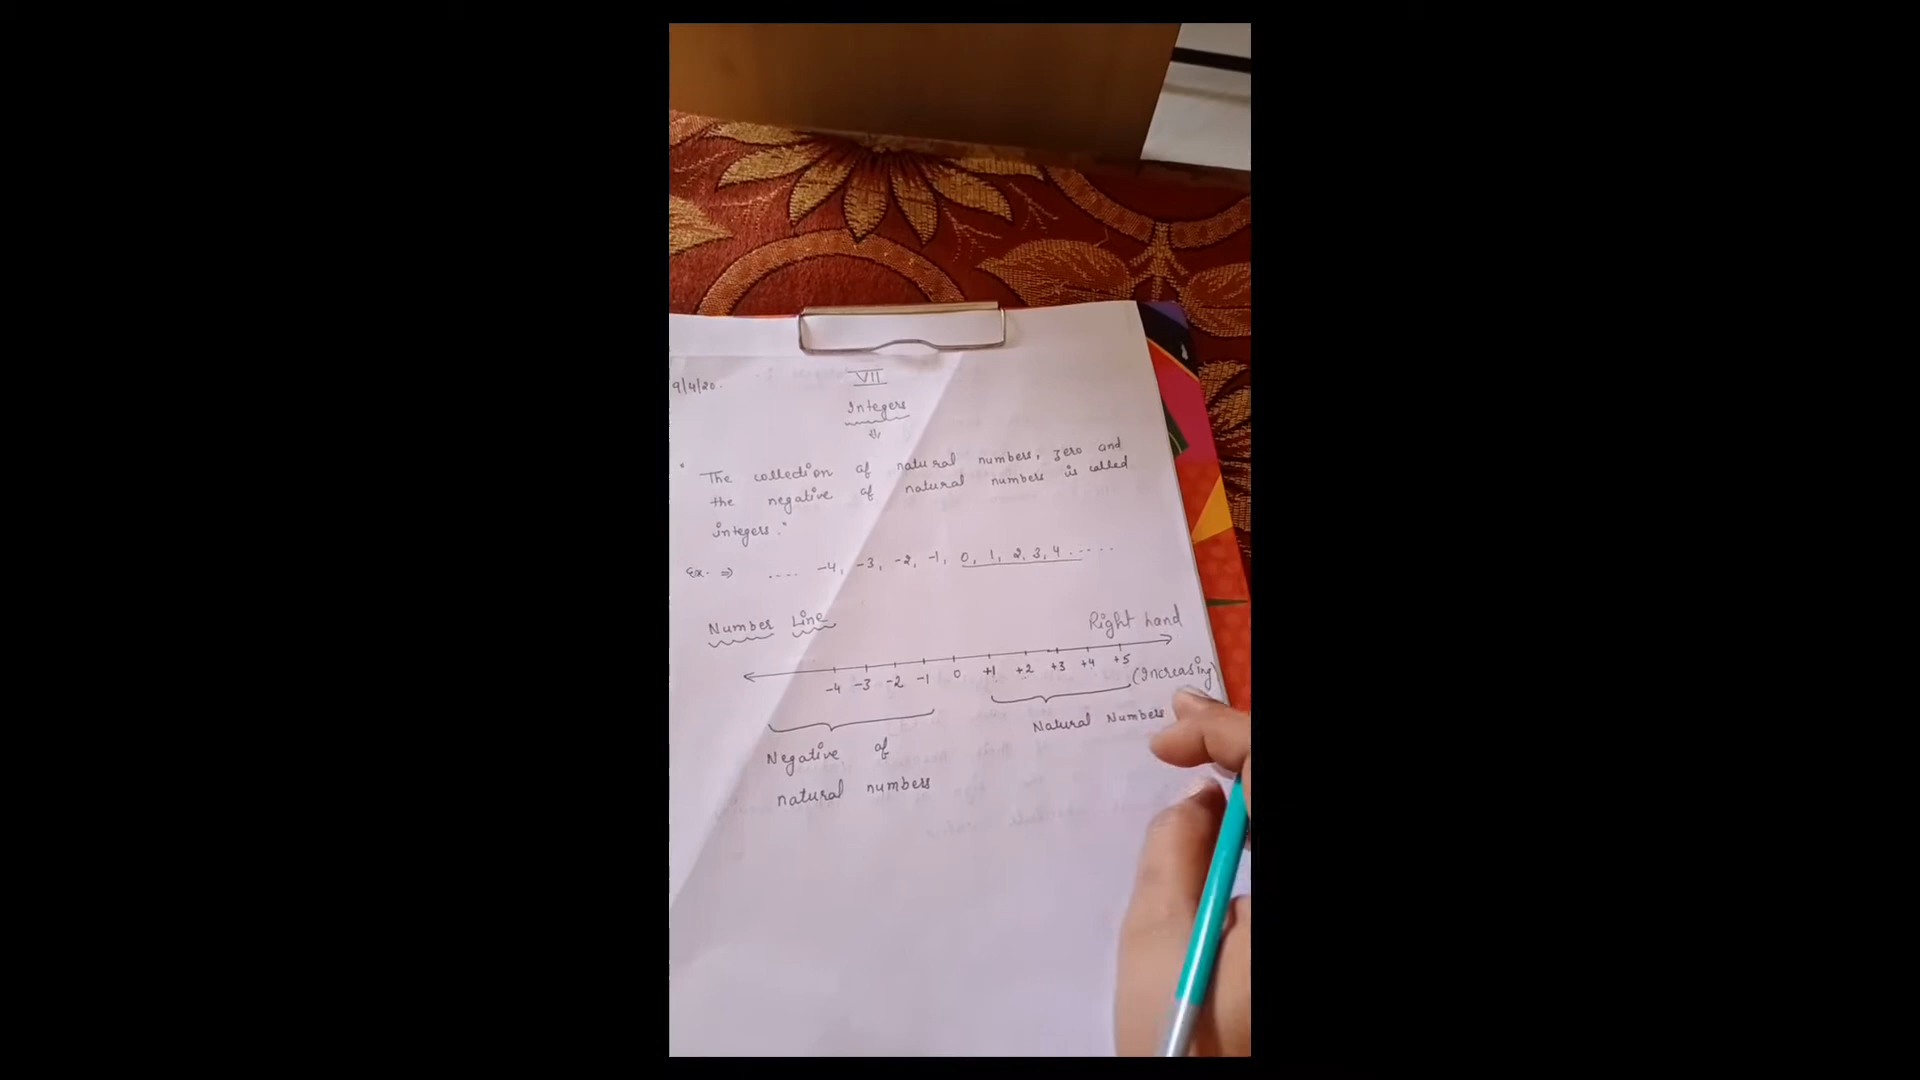 9/4/20.
VII
Integers
" The collection of natural numbers, zero and
the negative of natural numbers is called
integers."
Ex. ⇒ .... -4, -3, -2, -1, 0, 1, 2, 3, 4 ......
Number Line
Right hand
-4 -3 -2 -1 0 +1 +2 +3 +4 +5 (Increasing)
Natural Numbers
Negative of
natural numbers